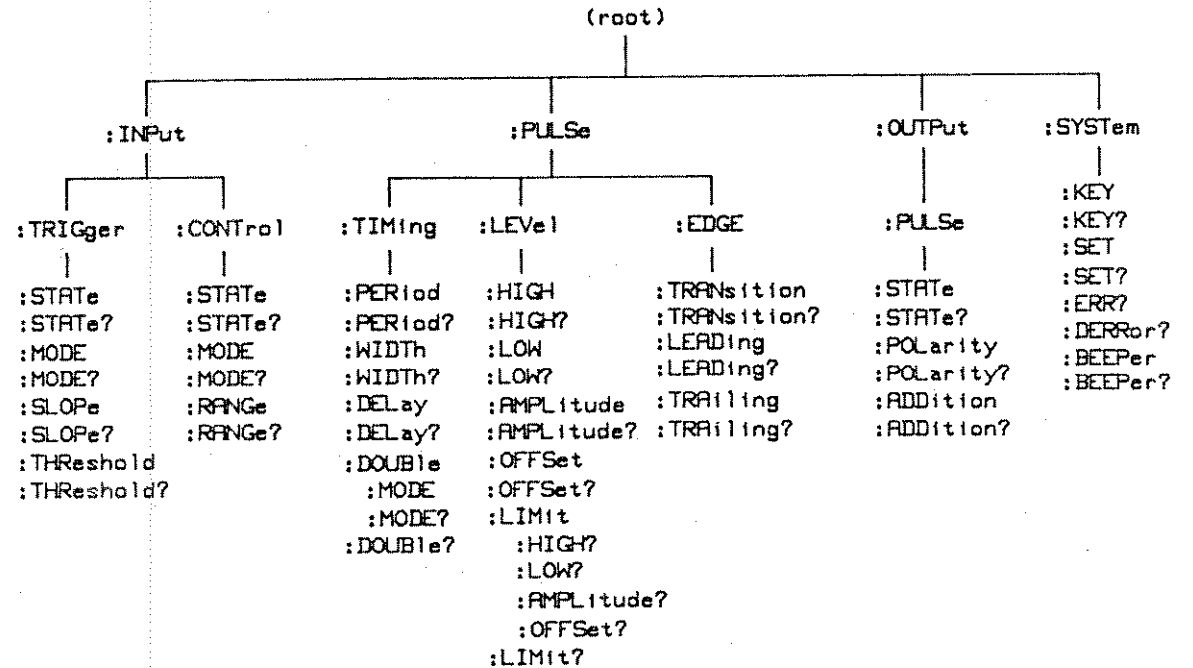 (root)
:INPut :PULSe :OUTPut :SYSTem
:TRIGger :CONTrol :TIMing :LEVel :EDGE :PULSe
:STATe
:STATe?
:MODE
:MODE?
:SLOPe
:SLOPe?
:THReshold
:THReshold?
:STATe
:STATe?
:MODE
:MODE?
:RANGe
:RANGe?
:PERiod
:PERiod?
:WIDTh
:WIDTh?
:DELay
:DELay?
:DOUBle
:MODE
:MODE?
:DOUBle?
:HIGH
:HIGH?
:LOW
:LOW?
:AMPLitude
:AMPLitude?
:OFFSet
:OFFSet?
:LIMit
:HIGH?
:LOW?
:AMPLitude?
:OFFSet?
:LIMit?
:TRANsition
:TRANsition?
:LEADing
:LEADing?
:TRAiling
:TRAiling?
:STATe
:STATe?
:POLarity
:POLarity?
:ADDition
:ADDition?
:KEY
:KEY?
:SET
:SET?
:ERR?
:DERRor?
:BEEPer
:BEEPer?